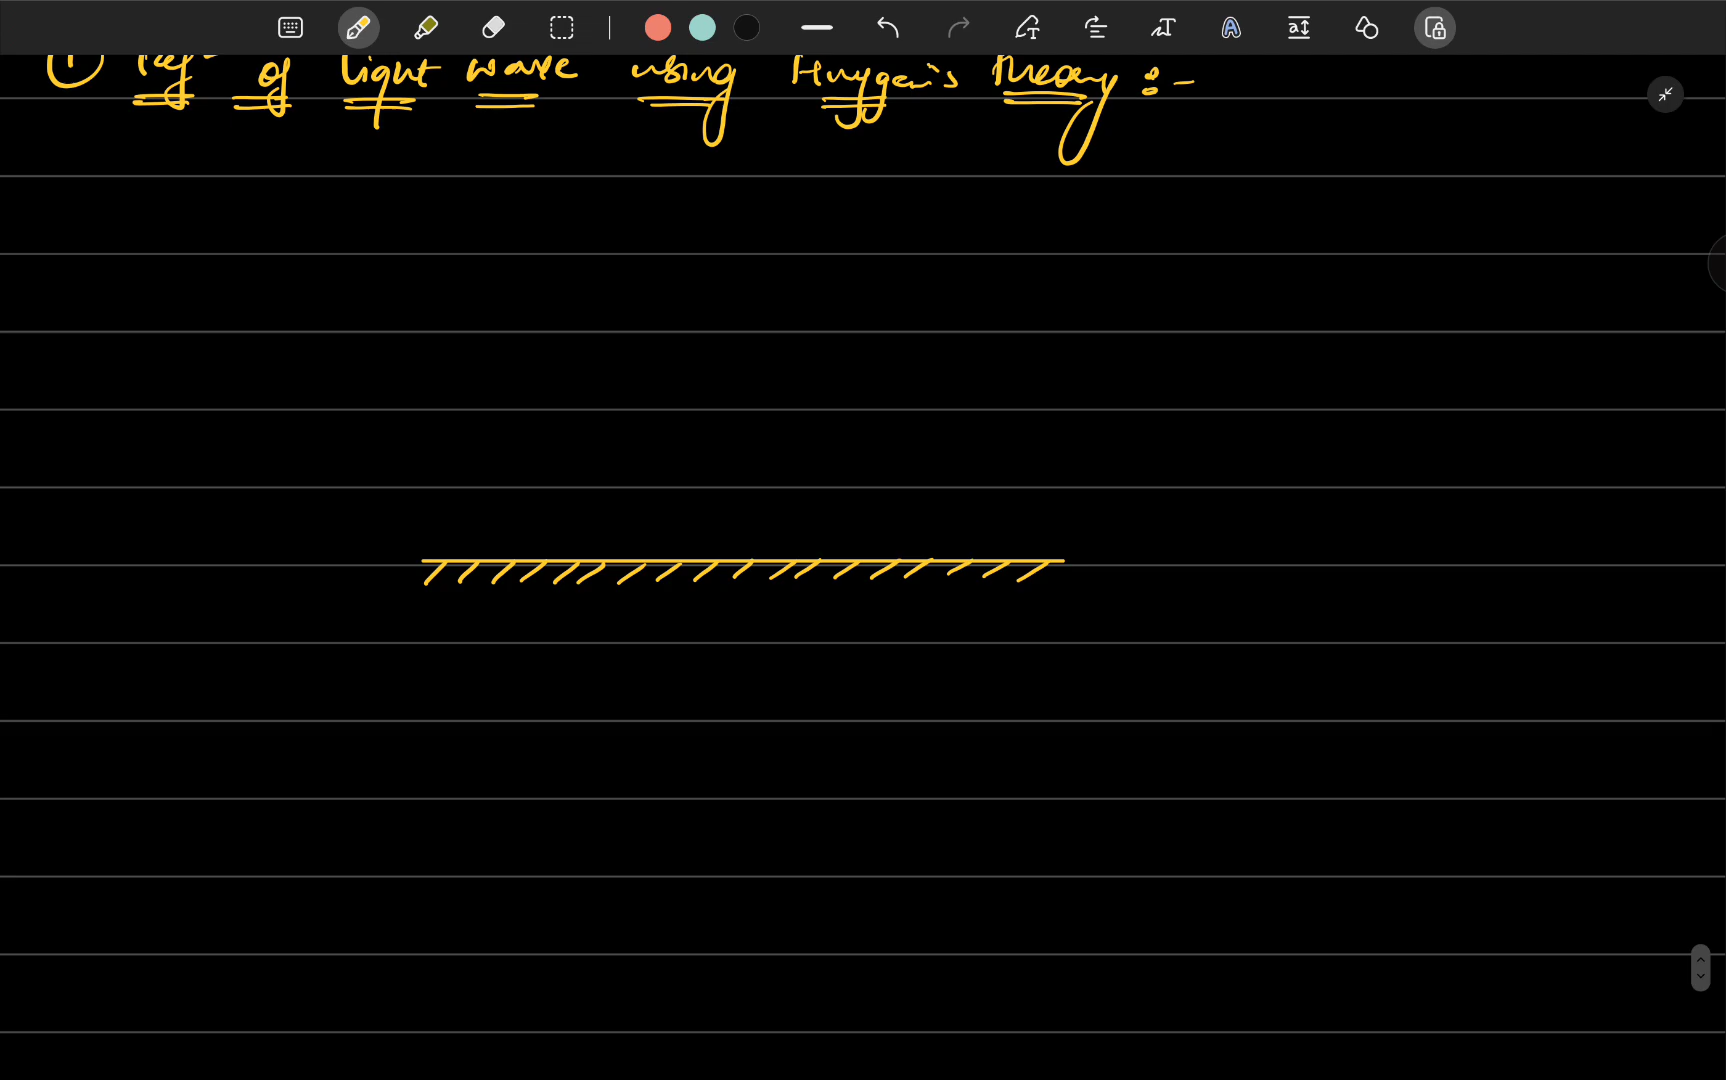 ① of light wave using Huygen's theory :-